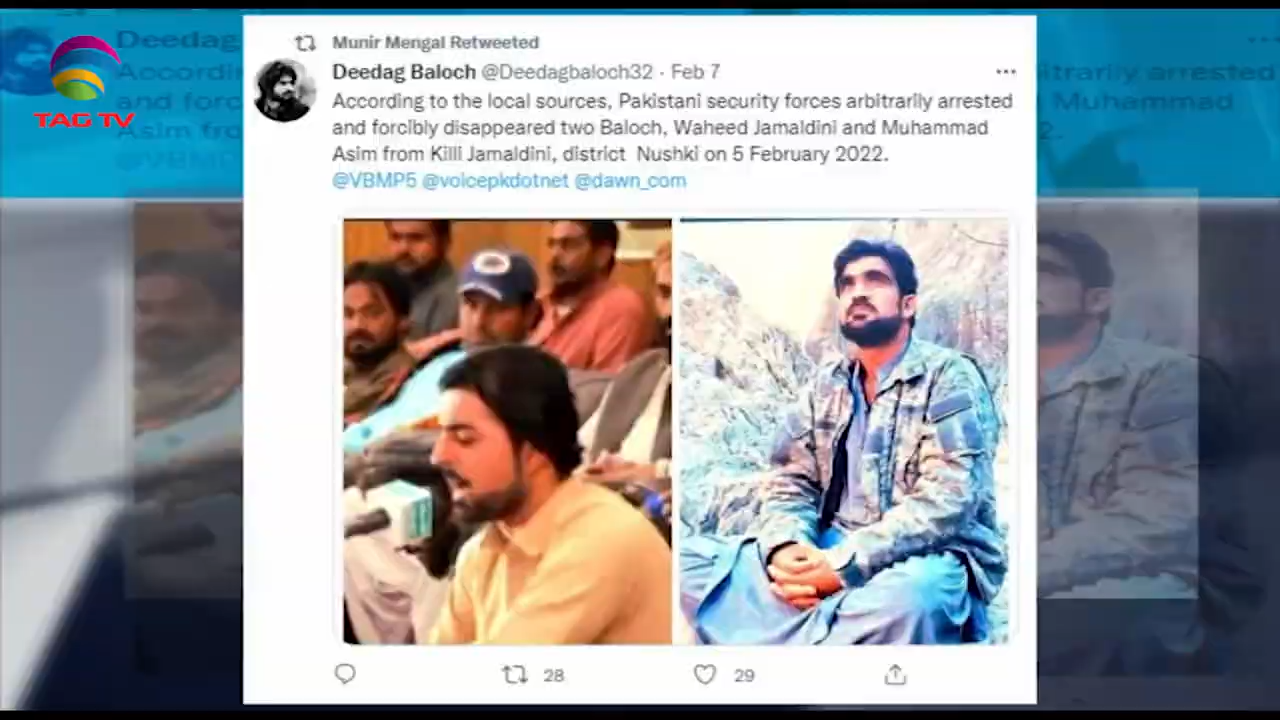 TAG TV
Munir Mengal Retweeted
Deedag Baloch @Deedagbaloch32 · Feb 7
According to the local sources, Pakistani security forces arbitrarily arrested
and forcibly disappeared two Baloch, Waheed Jamaldini and Muhammad
Asim from Killi Jamaldini, district Nushki on 5 February 2022.
@VBMP5 @voicepkdotnet @dawn_com
28
29